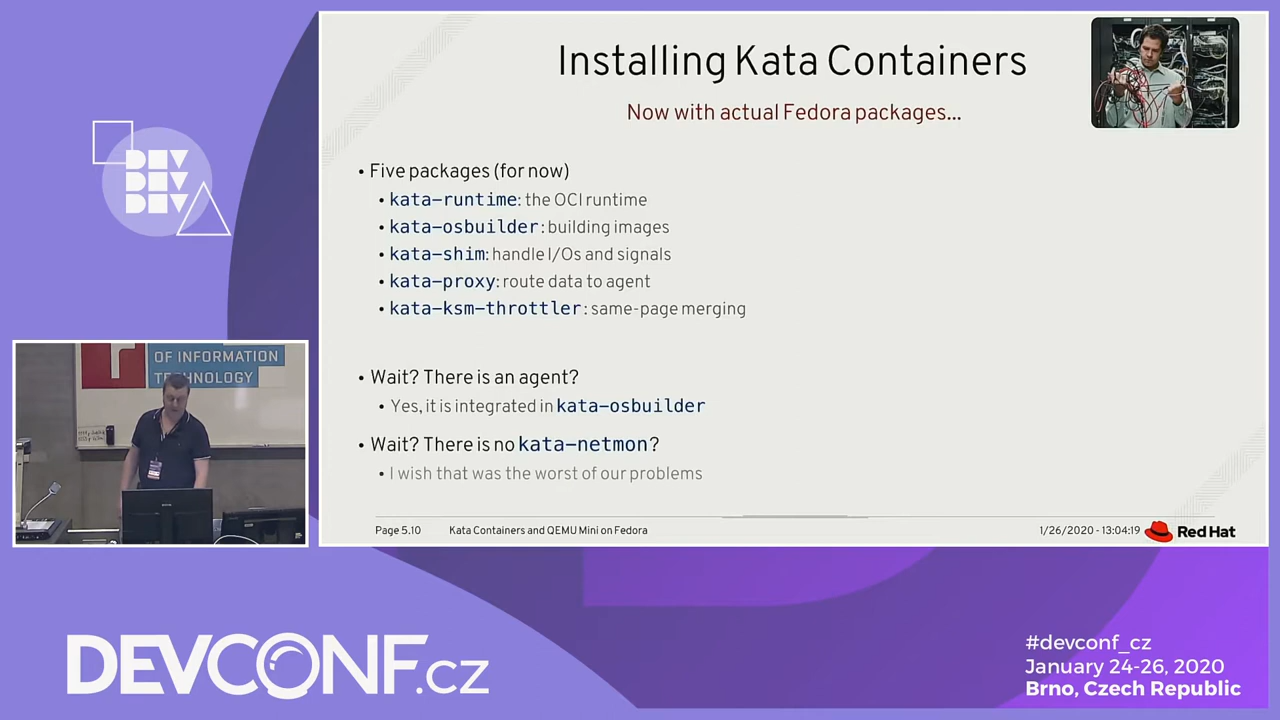 Installing Kata Containers
Now with actual Fedora packages...
• Five packages (for now)
• kata-runtime: the OCI runtime
• kata-osbuilder: building images
• kata-shim: handle I/Os and signals
• kata-proxy: route data to agent
• kata-ksm-throttler: same-page merging
• Wait? There is an agent?
• Yes, it is integrated in kata-osbuilder
• Wait? There is no kata-netmon?
• I wish that was the worst of our problems
Page 5.10 Kata Containers and QEMU Mini on Fedora 1/26/2020 - 13:04:19 Red Hat
DEV
DEV
DEV
OF INFORMATION
TECHNOLOGY
DEVCONF.cz
#devconf_cz
January 24-26, 2020
Brno, Czech Republic